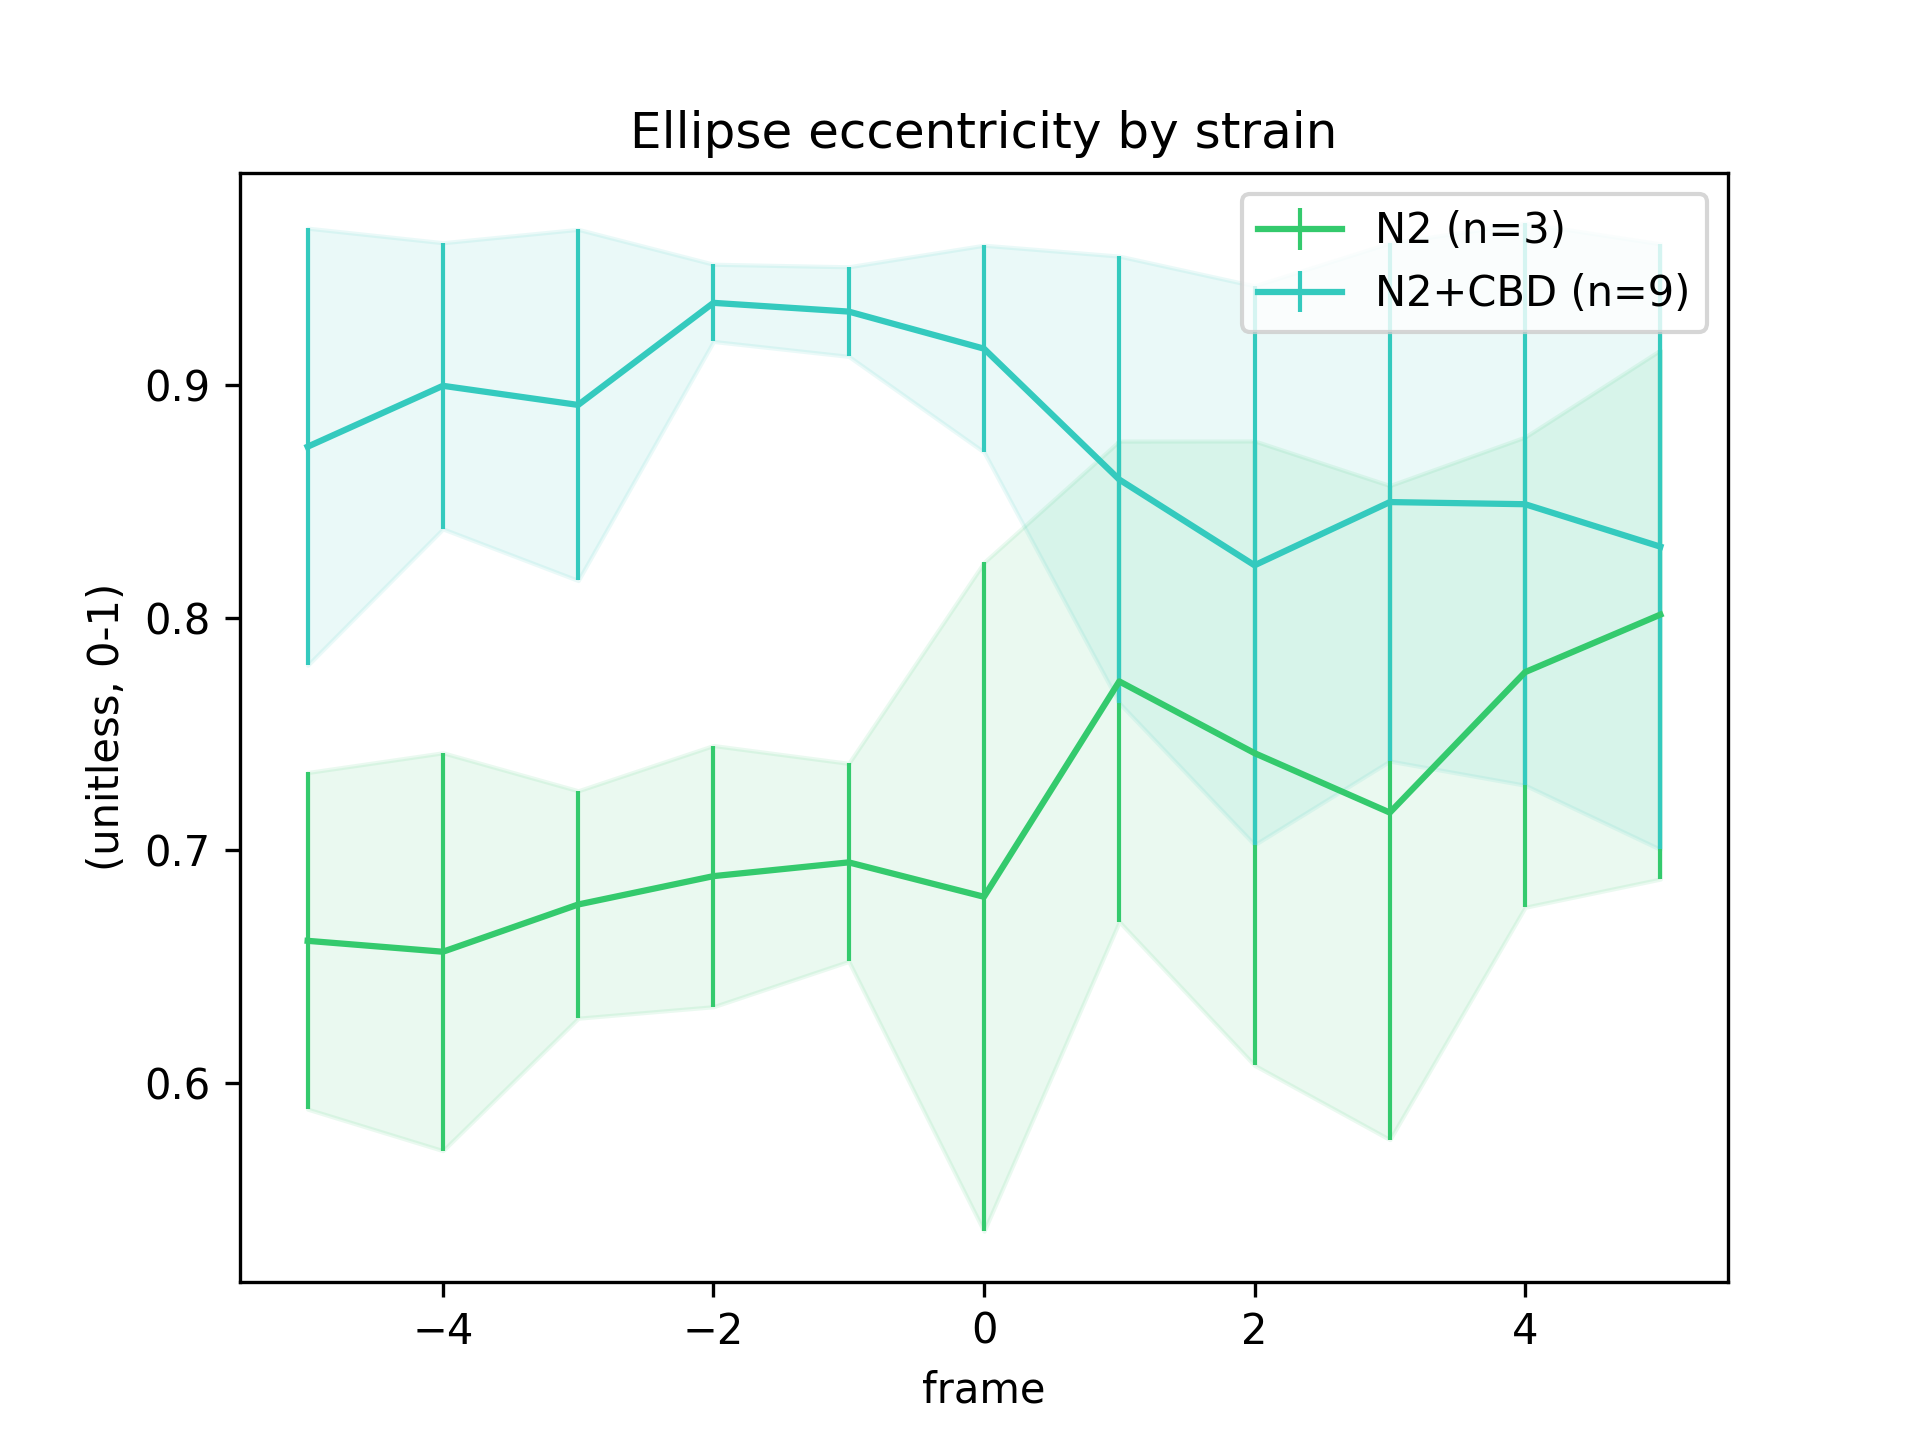 Ellipse eccentricity by strain
N2 (n=3)
N2+CBD (n=9)
(unitless, 0-1)
0.9
0.8
0.7
0.6
−4
−2
0
2
4
frame